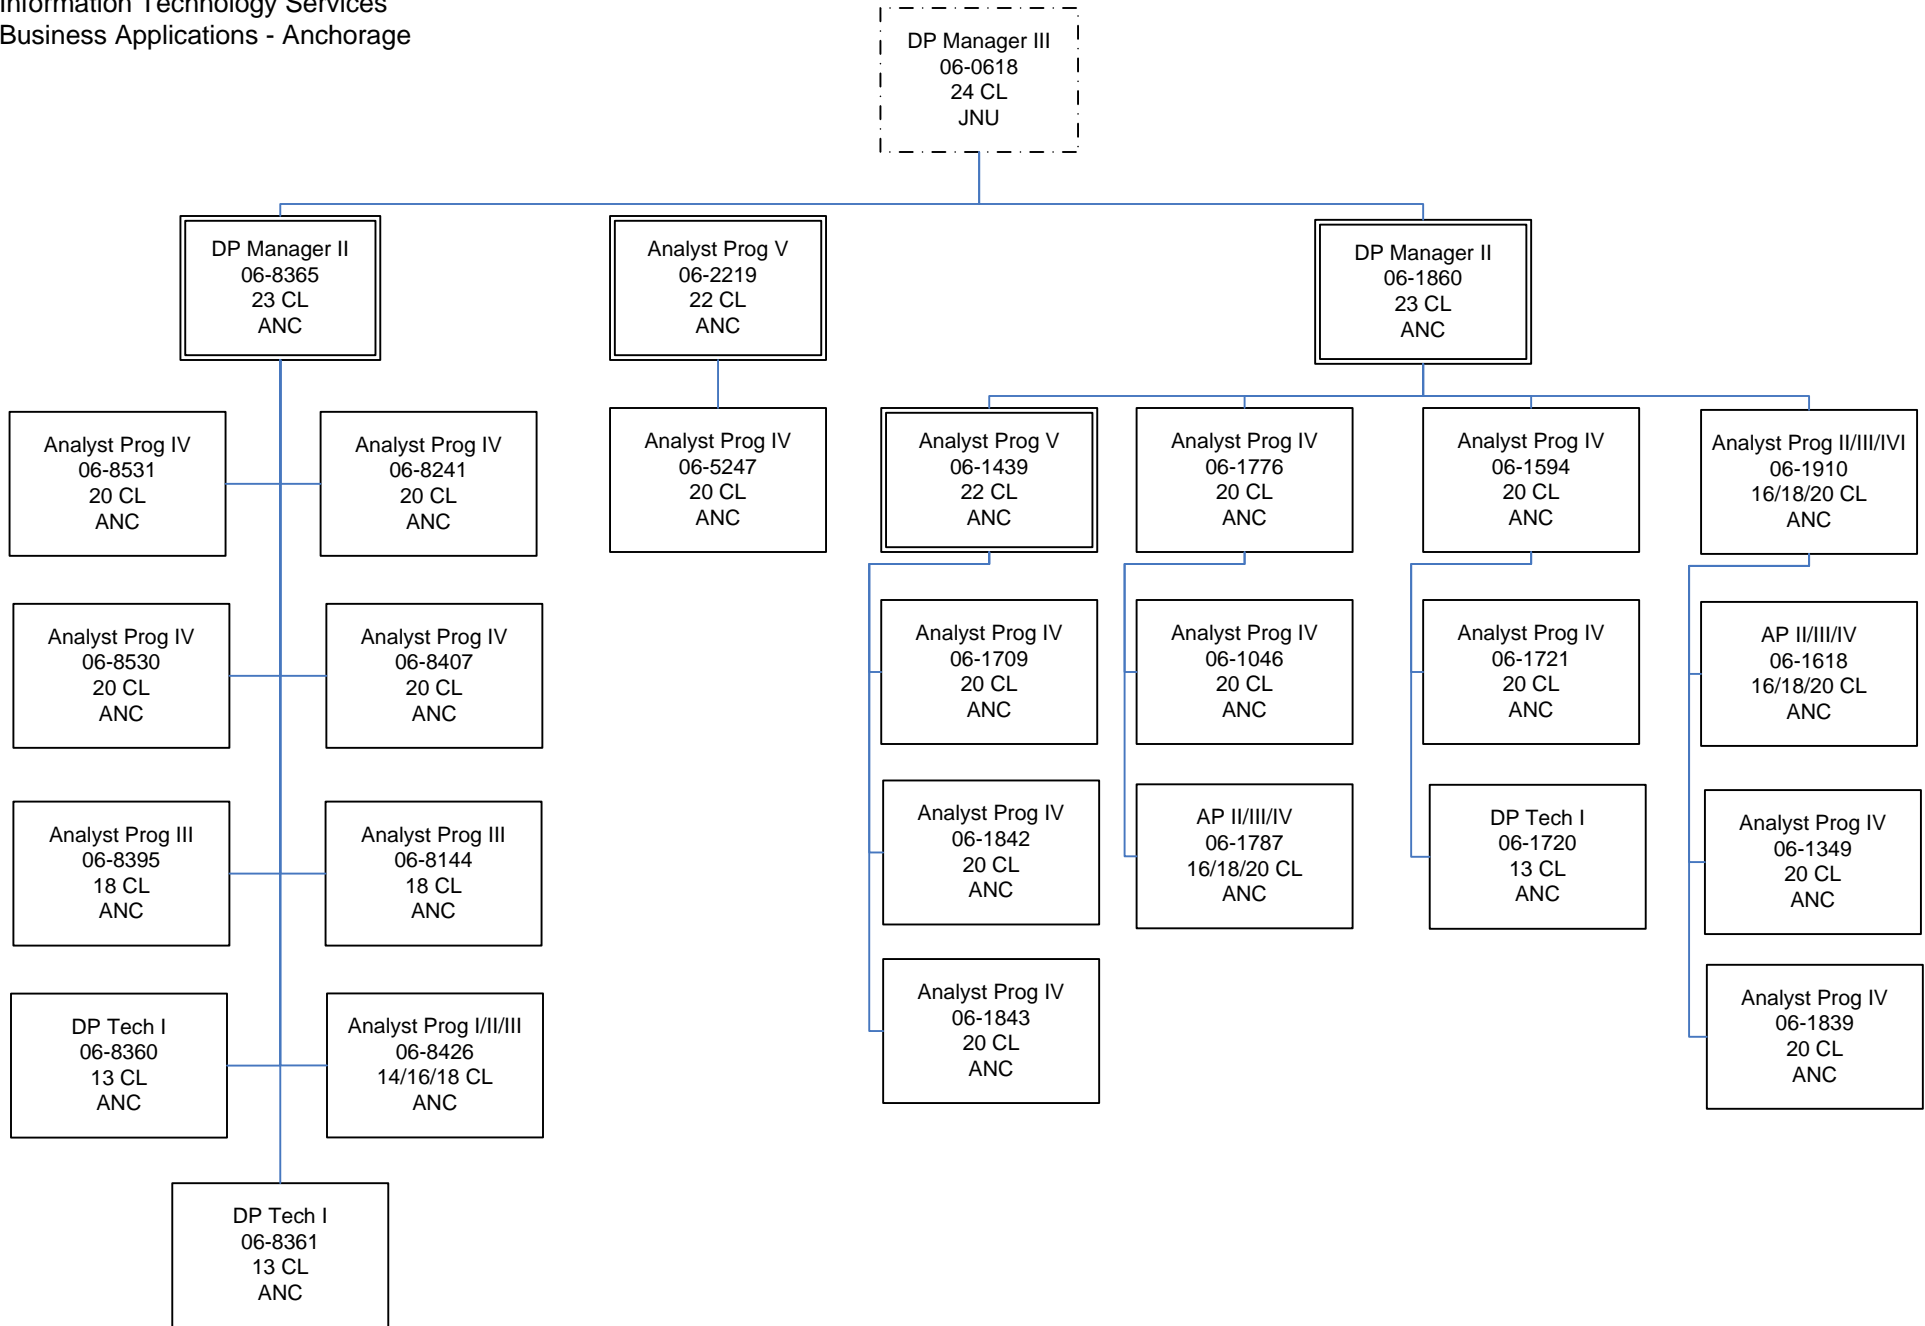 Information Technology Services
Business Applications - Anchorage
DP Manager III
06-0618
24 CL
JNU
DP Manager II
06-8365
23 CL
ANC
Analyst Prog V
06-2219
22 CL
ANC
DP Manager II
06-1860
23 CL
ANC
Analyst Prog IV
06-8531
20 CL
ANC
Analyst Prog IV
06-8241
20 CL
ANC
Analyst Prog IV
06-5247
20 CL
ANC
Analyst Prog V
06-1439
22 CL
ANC
Analyst Prog IV
06-1776
20 CL
ANC
Analyst Prog IV
06-1594
20 CL
ANC
Analyst Prog II/III/IVI
06-1910
16/18/20 CL
ANC
Analyst Prog IV
06-8530
20 CL
ANC
Analyst Prog IV
06-8407
20 CL
ANC
Analyst Prog IV
06-1709
20 CL
ANC
Analyst Prog IV
06-1046
20 CL
ANC
Analyst Prog IV
06-1721
20 CL
ANC
AP II/III/IV
06-1618
16/18/20 CL
ANC
Analyst Prog III
06-8395
18 CL
ANC
Analyst Prog III
06-8144
18 CL
ANC
Analyst Prog IV
06-1842
20 CL
ANC
AP II/III/IV
06-1787
16/18/20 CL
ANC
DP Tech I
06-1720
13 CL
ANC
Analyst Prog IV
06-1349
20 CL
ANC
DP Tech I
06-8360
13 CL
ANC
Analyst Prog I/II/III
06-8426
14/16/18 CL
ANC
Analyst Prog IV
06-1843
20 CL
ANC
Analyst Prog IV
06-1839
20 CL
ANC
DP Tech I
06-8361
13 CL
ANC